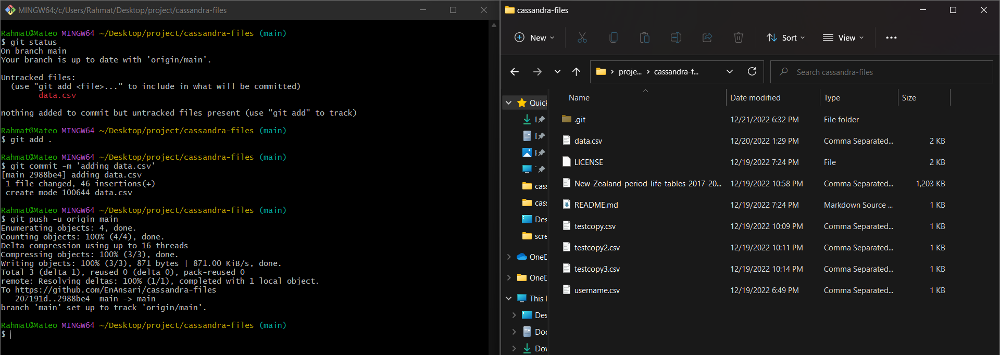 MINGW64:/c/Users/Rahmat/Desktop/project/cassandra-files
Rahmat@Mateo MINGW64 ~/Desktop/project/cassandra-files (main)
$ git status
On branch main
Your branch is up to date with 'origin/main'.
Untracked files:
(use "git add <file>..." to include in what will be committed)
data.csv
nothing added to commit but untracked files present (use "git add" to track)
Rahmat@Mateo MINGW64 ~/Desktop/project/cassandra-files (main)
$ git add .
Rahmat@Mateo MINGW64 ~/Desktop/project/cassandra-files (main)
$ git commit -m 'adding data.csv'
[main 2988be4] adding data.csv
1 file changed, 46 insertions(+)
create mode 100644 data.csv
Rahmat@Mateo MINGW64 ~/Desktop/project/cassandra-files (main)
$ git push -u origin main
Enumerating objects: 4, done.
Counting objects: 100% (4/4), done.
Delta compression using up to 16 threads
Compressing objects: 100% (3/3), done.
Writing objects: 100% (3/3), 871 bytes | 871.00 KiB/s, done.
Total 3 (delta 1), reused 0 (delta 0), pack-reused 0
remote: Resolving deltas: 100% (1/1), completed with 1 local object.
To https://github.com/EnAnsari/cassandra-files
207191d..2988be4  main -> main
branch 'main' set up to track 'origin/main'.
Rahmat@Mateo MINGW64 ~/Desktop/project/cassandra-files (main)
$
cassandra-files
New Sort View
proje... cassandra-f... Search cassandra-files
Quick
cass
cass
Des
scre
OneD
OneD
This P
Des
Doc
Dow
Name Date modified Type Size
.git 12/21/2022 6:32 PM File folder
data.csv 12/20/2022 1:29 PM Comma Separated... 2 KB
LICENSE 12/19/2022 7:24 PM File 2 KB
New-Zealand-period-life-tables-2017-20... 12/19/2022 10:58 PM Comma Separated... 1,203 KB
README.md 12/19/2022 7:24 PM Markdown Source ... 1 KB
testcopy.csv 12/19/2022 10:09 PM Comma Separated... 1 KB
testcopy2.csv 12/19/2022 10:11 PM Comma Separated... 1 KB
testcopy3.csv 12/19/2022 10:14 PM Comma Separated... 1 KB
username.csv 12/19/2022 6:49 PM Comma Separated... 1 KB